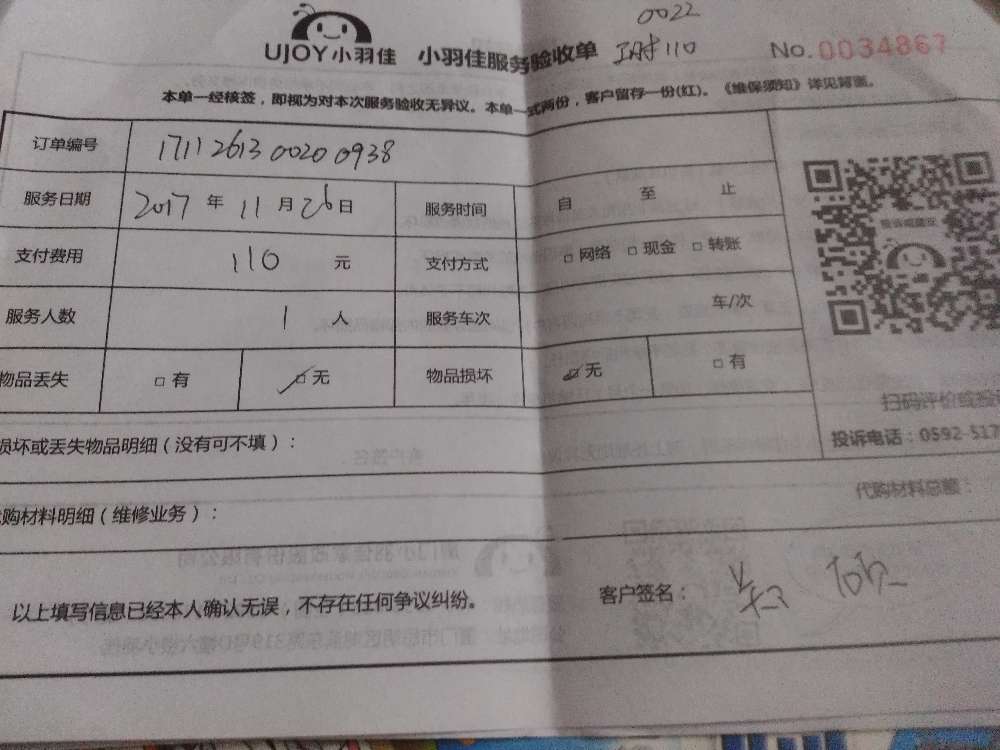 0022
UJOY小羽佳 小羽佳服务验收单 110 No.0034867
本单一经核签，即视为对本次服务验收无异议。本单一式两份，客户留存一份(红)。《维保须知》详见背面。
订单编号 17112613 0020 0938
服务日期 2017 年 11 月 26 日 服务时间 自 至 止
支付费用 110 元 支付方式 □ 网络 □ 现金 □ 转账
服务人数 1 人 服务车次 车/次
物品丢失 □ 有 ☑ 无 物品损坏 ☑ 无 □ 有
扫码评价或投
损坏或丢失物品明细（没有可不填）：
投诉电话：0592-517
代购材料总额：
购材料明细（维修业务）：
以上填写信息已经本人确认无误，不存在任何争议纠纷。 客户签名：